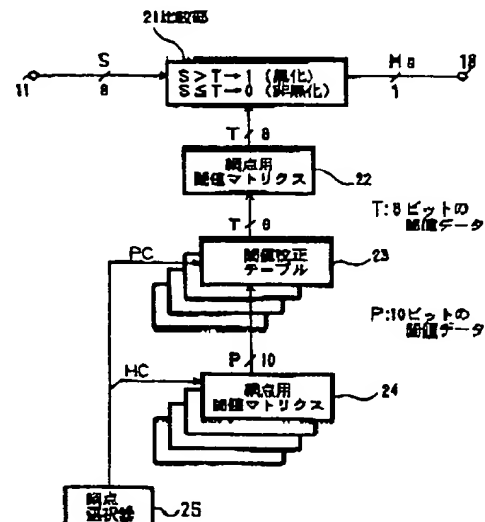 21比較部
S
8
11
S>T→1 (黒化)
S≦T→0 (非黒化)
Ha
1
18
T 8
網点用
閾値マトリクス
22
T:8ビットの
閾値データ
T 8
PC
閾値校正
テーブル
23
P:10ビットの
閾値データ
P 10
HC
網点用
閾値マトリクス
24
網点
選択器
25